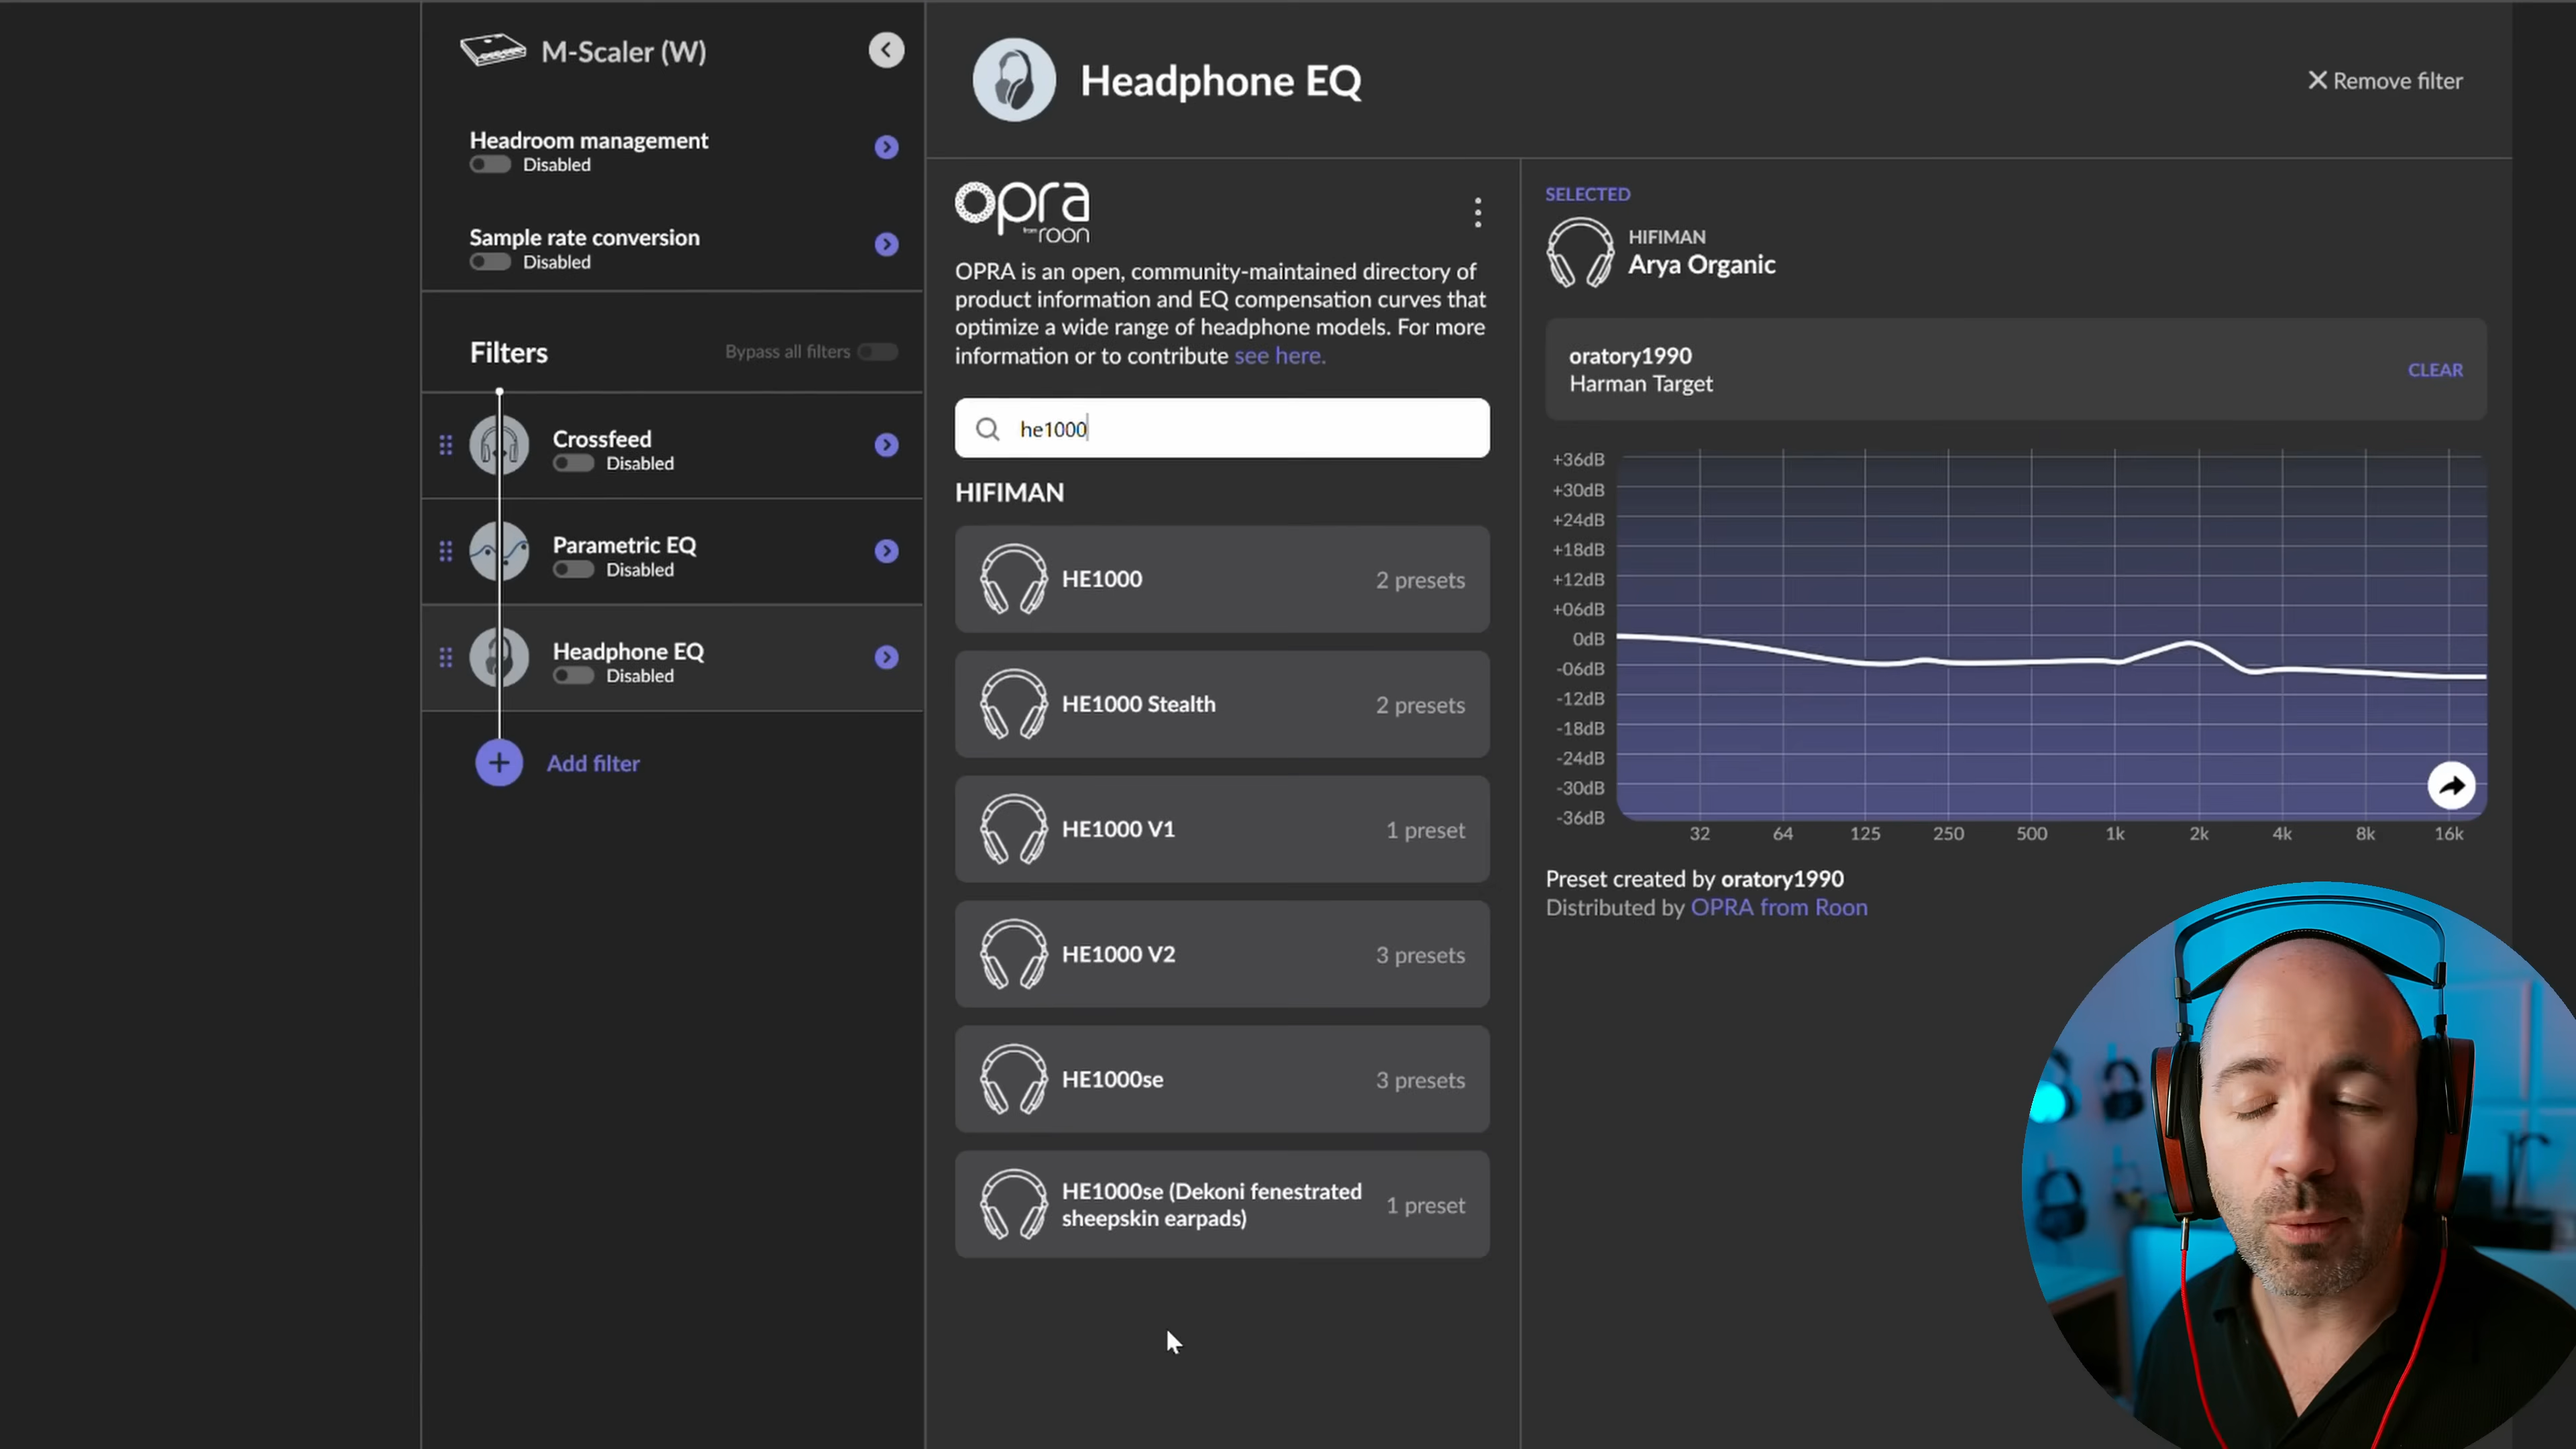 M-Scaler (W)
Headroom management
Disabled
Sample rate conversion
Disabled
Filters
Bypass all filters
Crossfeed
Disabled
Parametric EQ
Disabled
Headphone EQ
Disabled
Add filter
Headphone EQ
Remove filter
opra
from roon
OPRA is an open, community-maintained directory of
product information and EQ compensation curves that
optimize a wide range of headphone models. For more
information or to contribute see here.
he1000
HIFIMAN
HE1000
2 presets
HE1000 Stealth
2 presets
HE1000 V1
1 preset
HE1000 V2
3 presets
HE1000se
3 presets
HE1000se (Dekoni fenestrated
sheepskin earpads)
1 preset
SELECTED
HIFIMAN
Arya Organic
oratory1990
Harman Target
CLEAR
+36dB
+30dB
+24dB
+18dB
+12dB
+06dB
0dB
-06dB
-12dB
-18dB
-24dB
-30dB
-36dB
32 64 125 250 500 1k 2k 4k 8k 16k
Preset created by oratory1990
Distributed by OPRA from Roon